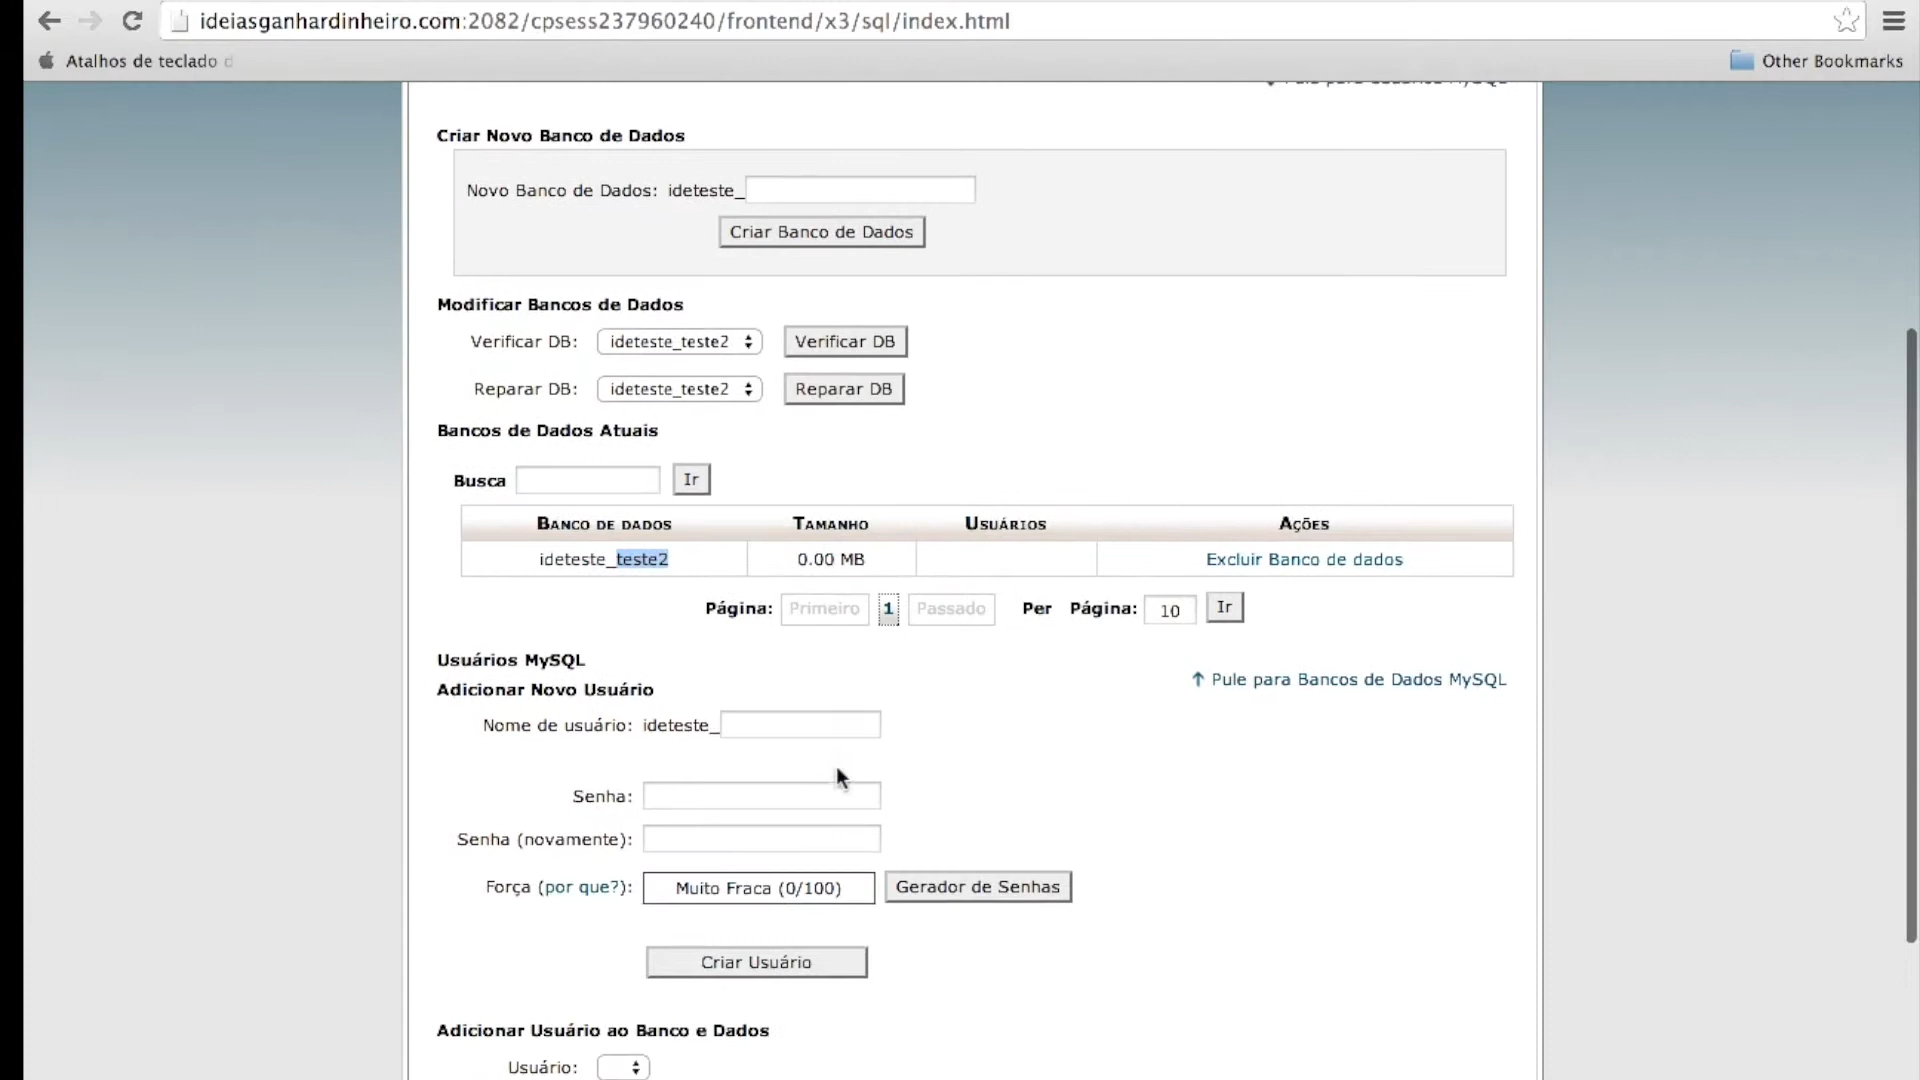 ideiasganhardinheiro.com:2082/cpsess237960240/frontend/x3/sql/index.html
Atalhos de teclado
Other Bookmarks
Criar Novo Banco de Dados
Novo Banco de Dados: ideteste_
Criar Banco de Dados
Modificar Bancos de Dados
Verificar DB: ideteste_teste2 Verificar DB
Reparar DB: ideteste_teste2 Reparar DB
Bancos de Dados Atuais
Busca Ir
Banco de dados Tamanho Usuários Ações
ideteste_teste2 0.00 MB Excluir Banco de dados
Página: Primeiro 1 Passado Per Página: 10 Ir
Usuários MySQL
↑ Pule para Bancos de Dados MySQL
Adicionar Novo Usuário
Nome de usuário: ideteste_
Senha:
Senha (novamente):
Força (por que?): Muito Fraca (0/100) Gerador de Senhas
Criar Usuário
Adicionar Usuário ao Banco e Dados
Usuário: